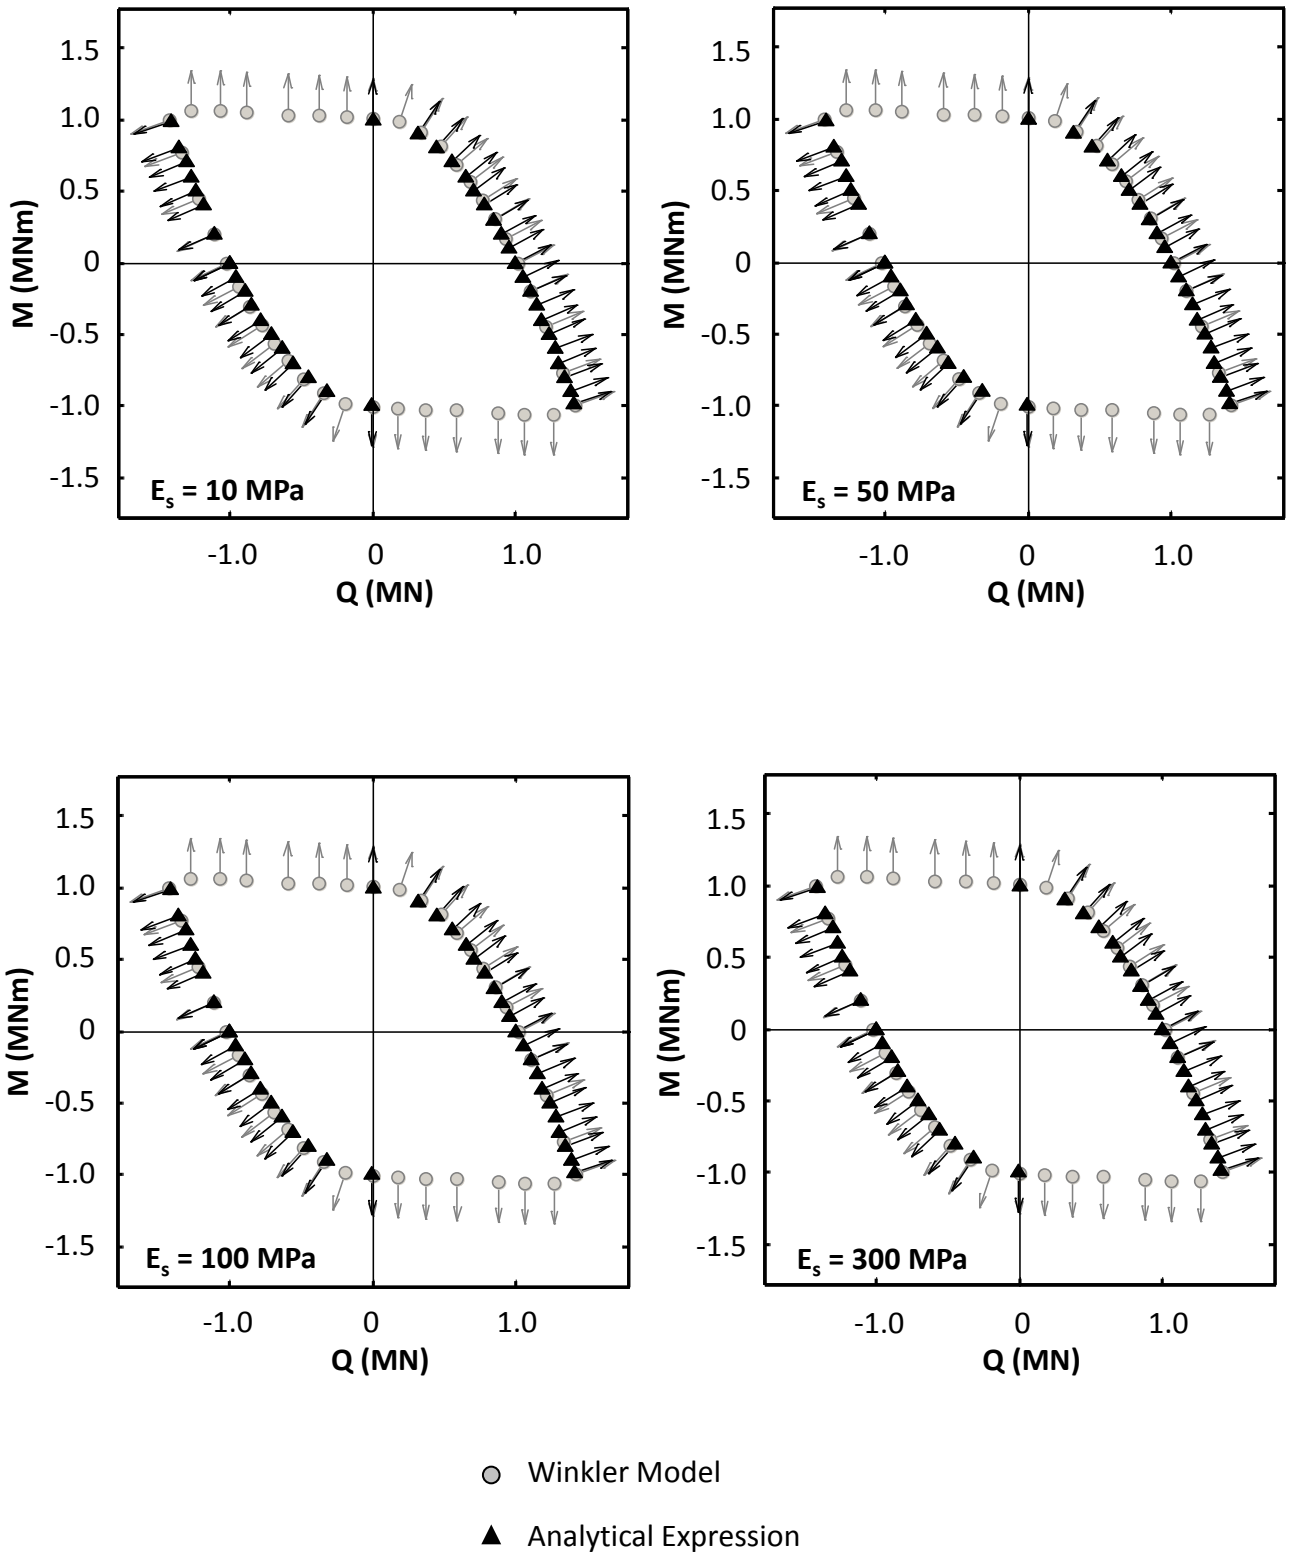 1.5
1.0
0.5
0
-0.5
-1.0
-1.5
M (MNm)
Es = 10 MPa
-1.0 0 1.0
Q (MN)
1.5
1.0
0.5
0
-0.5
-1.0
-1.5
M (MNm)
Es = 50 MPa
-1.0 0 1.0
Q (MN)
1.5
1.0
0.5
0
-0.5
-1.0
-1.5
M (MNm)
Es = 100 MPa
-1.0 0 1.0
Q (MN)
1.5
1.0
0.5
0
-0.5
-1.0
-1.5
M (MNm)
Es = 300 MPa
-1.0 0 1.0
Q (MN)
Winkler Model
Analytical Expression